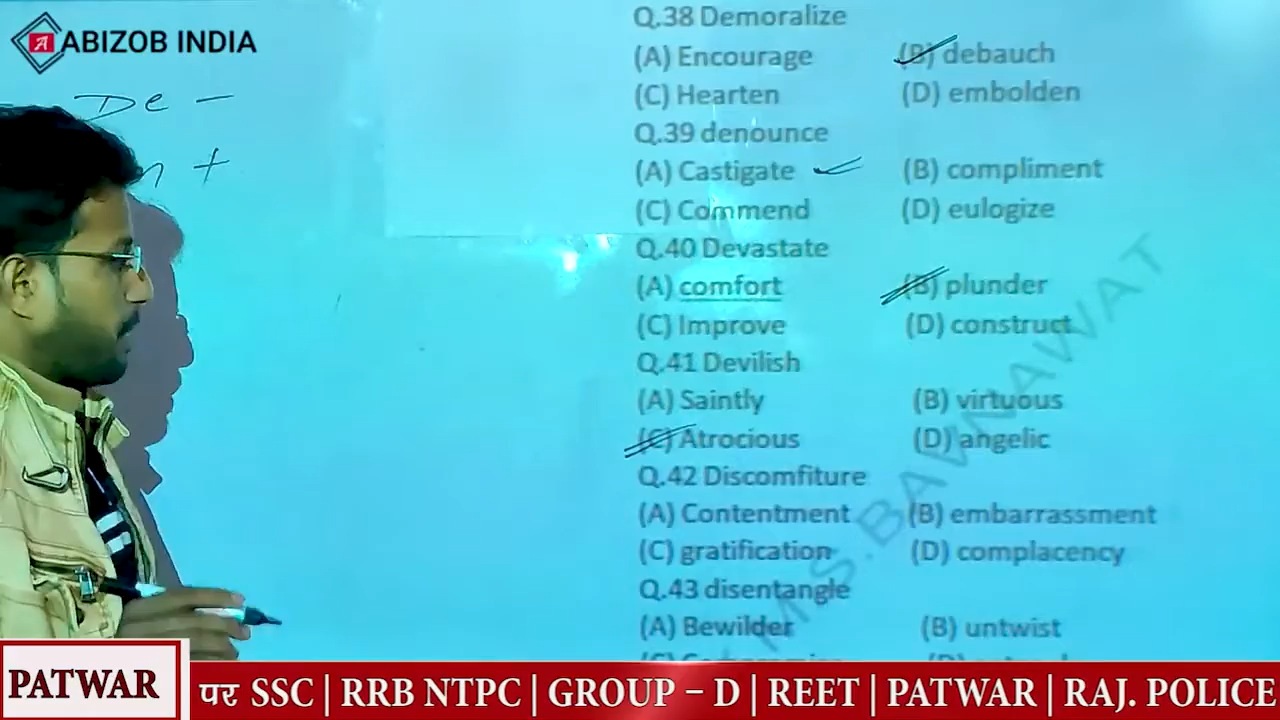 ABIZOB INDIA
De -
n +
Q.38 Demoralize
(A) Encourage (B) debauch
(C) Hearten (D) embolden
Q.39 denounce
(A) Castigate (B) compliment
(C) Commend (D) eulogize
Q.40 Devastate
(A) comfort (B) plunder
(C) Improve (D) construct
Q.41 Devilish
(A) Saintly (B) virtuous
(C) Atrocious (D) angelic
Q.42 Discomfiture
(A) Contentment (B) embarrassment
(C) gratification (D) complacency
Q.43 disentangle
(A) Bewilder (B) untwist
M.S.BAWNAWAT
PATWAR पर SSC | RRB NTPC | GROUP - D | REET | PATWAR | RAJ. POLICE